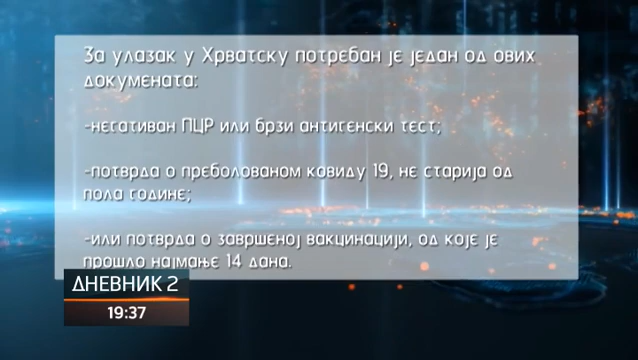 За улазак у Хрватску потребан је један од ових
докумената:
-негативан ПЦР или брзи антигенски тест;
-потврда о преболованом ковиду 19, не старија од
пола године;
-или потврда о завршеној вакцинацији, од које је
прошло најмање 14 дана.
ДНЕВНИК 2
19:37